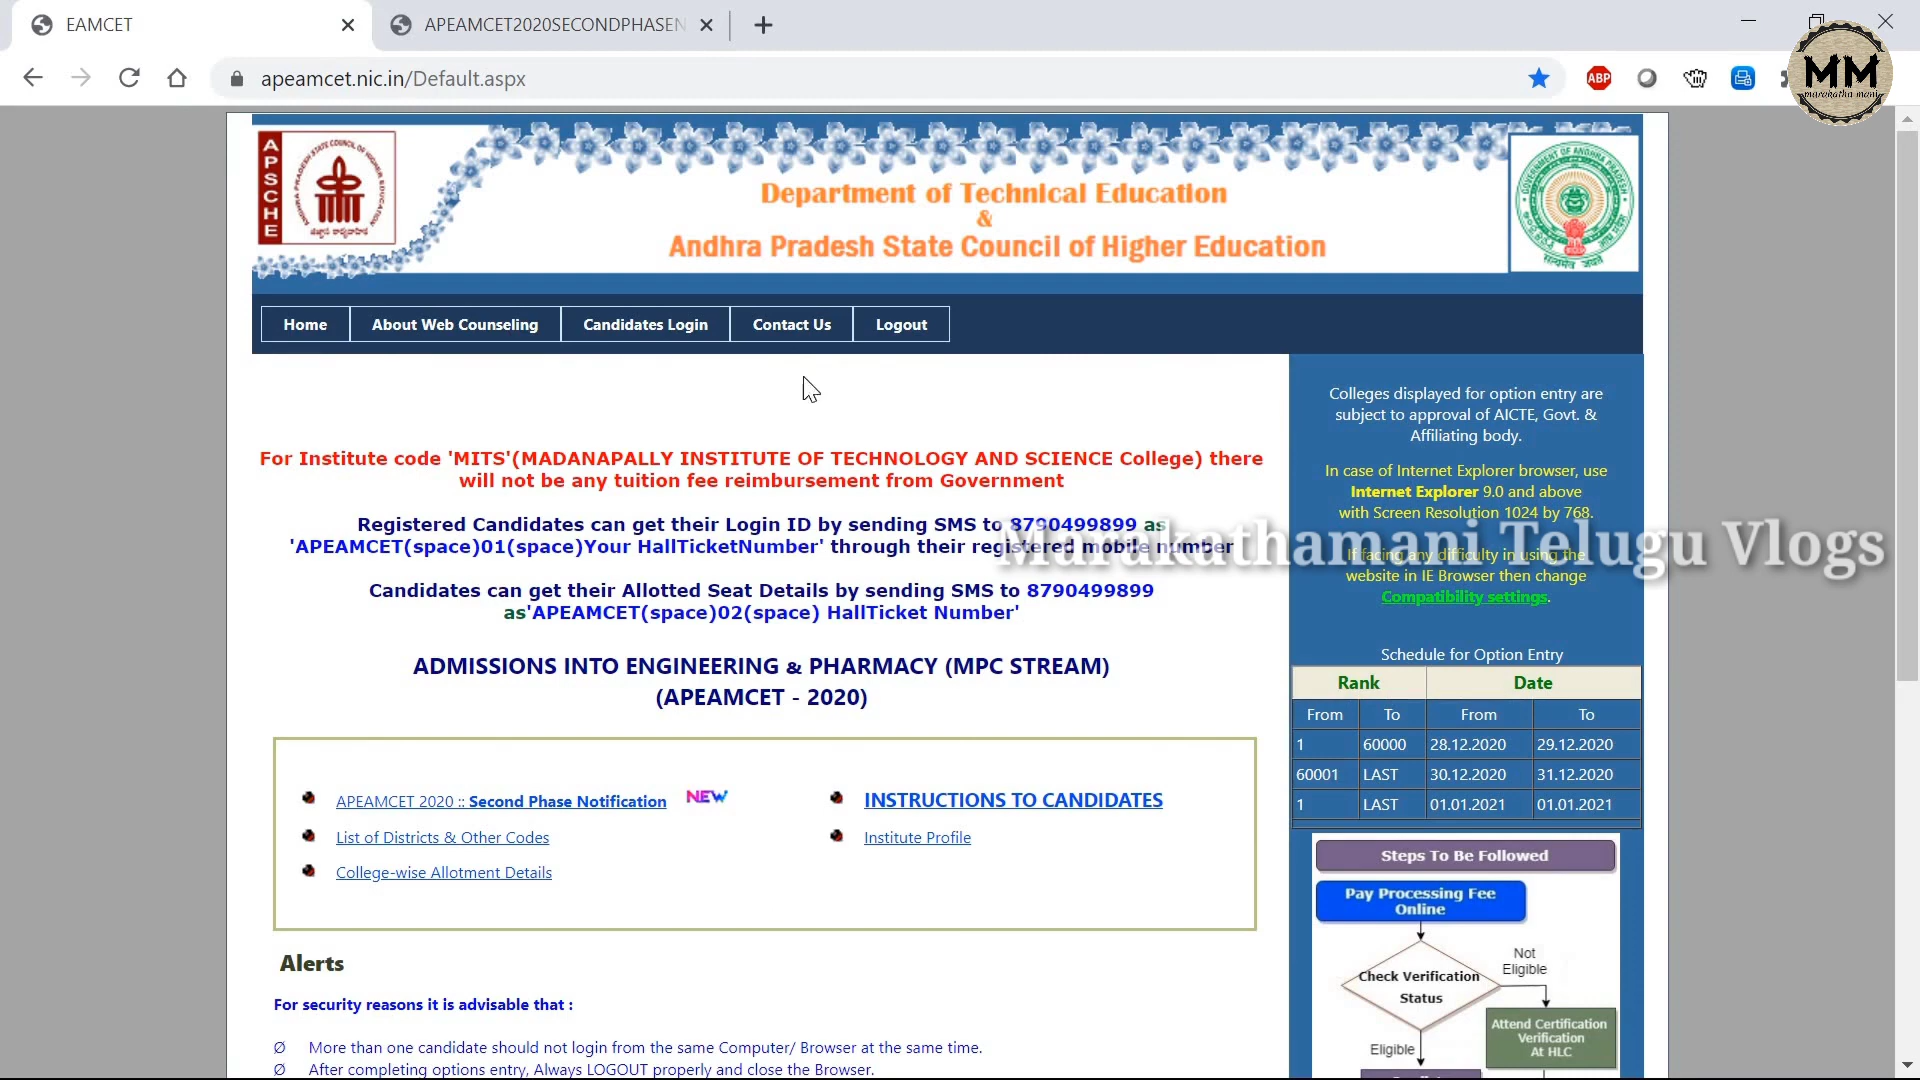 EAMCET
APEAMCET2020SECONDPHASEN
apeamcet.nic.in/Default.aspx
ABP
MM
marakatha mani
APSCHE
Department of Technical Education
&
Andhra Pradesh State Council of Higher Education
Home
About Web Counseling
Candidates Login
Contact Us
Logout
For Institute code 'MITS'(MADANAPALLY INSTITUTE OF TECHNOLOGY AND SCIENCE College) there
will not be any tuition fee reimbursement from Government
Registered Candidates can get their Login ID by sending SMS to 8790499899 as
'APEAMCET(space)01(space)Your HallTicketNumber' through their registered mobile number
Candidates can get their Allotted Seat Details by sending SMS to 8790499899
as'APEAMCET(space)02(space) HallTicket Number'
ADMISSIONS INTO ENGINEERING & PHARMACY (MPC STREAM)
(APEAMCET - 2020)
APEAMCET 2020 :: Second Phase Notification NEW
List of Districts & Other Codes
College-wise Allotment Details
INSTRUCTIONS TO CANDIDATES
Institute Profile
Alerts
For security reasons it is advisable that :
Ø More than one candidate should not login from the same Computer/ Browser at the same time.
Ø After completing options entry, Always LOGOUT properly and close the Browser.
Colleges displayed for option entry are
subject to approval of AICTE, Govt. &
Affiliating body.
In case of Internet Explorer browser, use
Internet Explorer 9.0 and above
with Screen Resolution 1024 by 768.
Marakathamani Telugu Vlogs
If facing any difficulty in using the
website in IE Browser then change
Compatibility settings.
Schedule for Option Entry
Rank Date
From To From To
1 60000 28.12.2020 29.12.2020
60001 LAST 30.12.2020 31.12.2020
1 LAST 01.01.2021 01.01.2021
Steps To Be Followed
Pay Processing Fee
Online
Not
Eligible
Check Verification
Status
Attend Certification
Verification
At HLC
Eligible